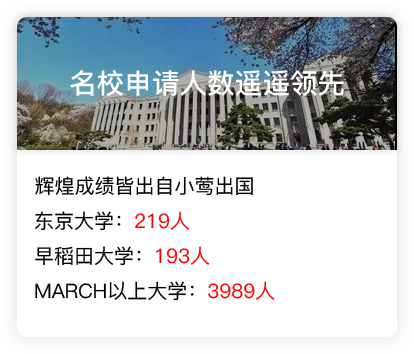 名校申请人数遥遥领先
辉煌成绩皆出自小莺出国
东京大学：219人
早稻田大学：193人
MARCH以上大学：3989人